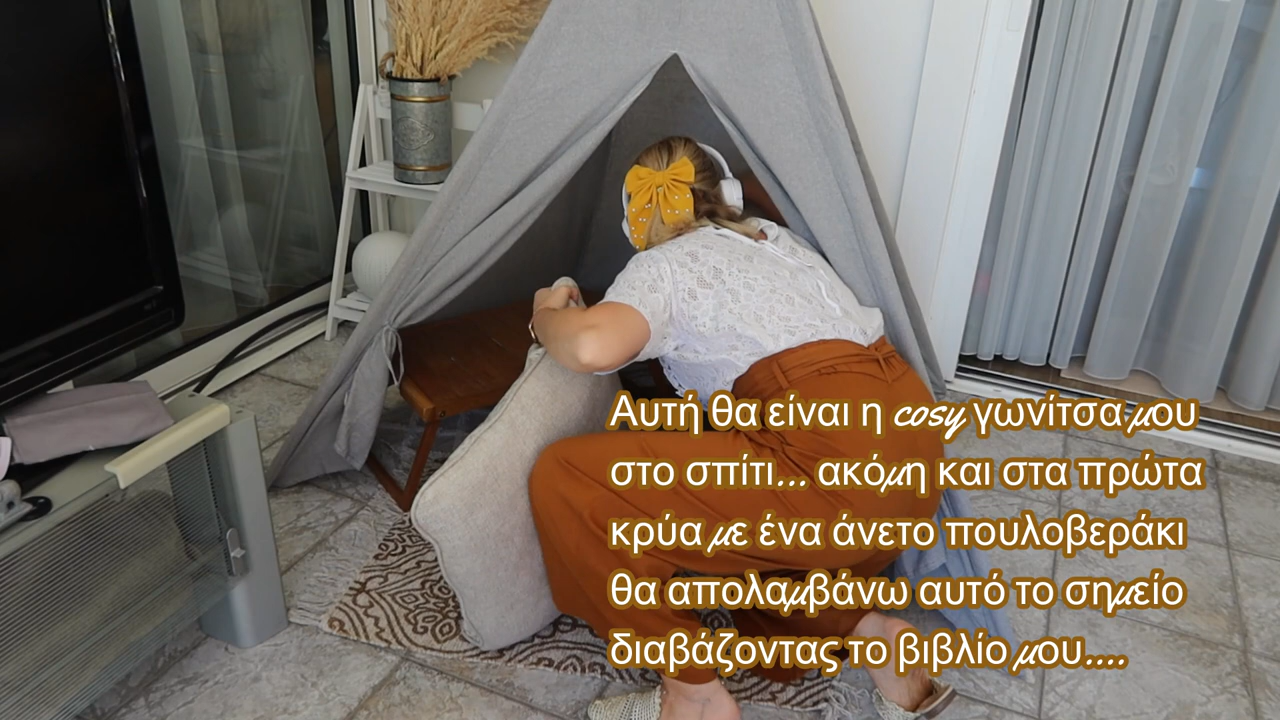 Αυτή θα είναι η cosy γωνίτσα μου
στο σπίτι... ακόμη και στα πρώτα
κρύα με ένα άνετο πουλοβεράκι
θα απολαμβάνω αυτό το σημείο
διαβάζοντας το βιβλίο μου....